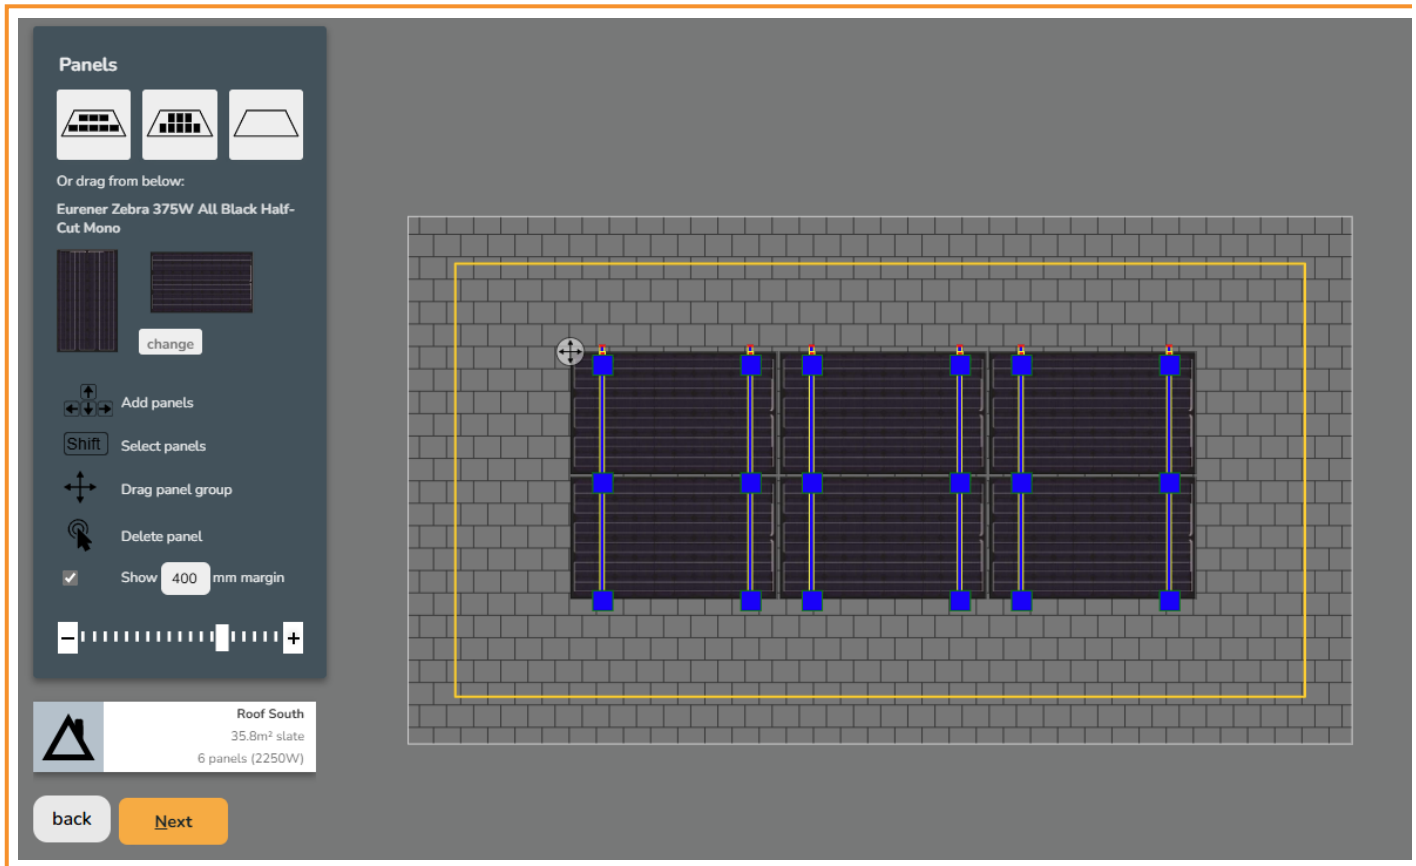 Panels
Or drag from below:
Eurener Zebra 375W All Black Half-
Cut Mono
change
Add panels
Shift
Select panels
Drag panel group
Delete panel
Show 400 mm margin
Roof South
35.8m² slate
6 panels (2250W)
back
Next